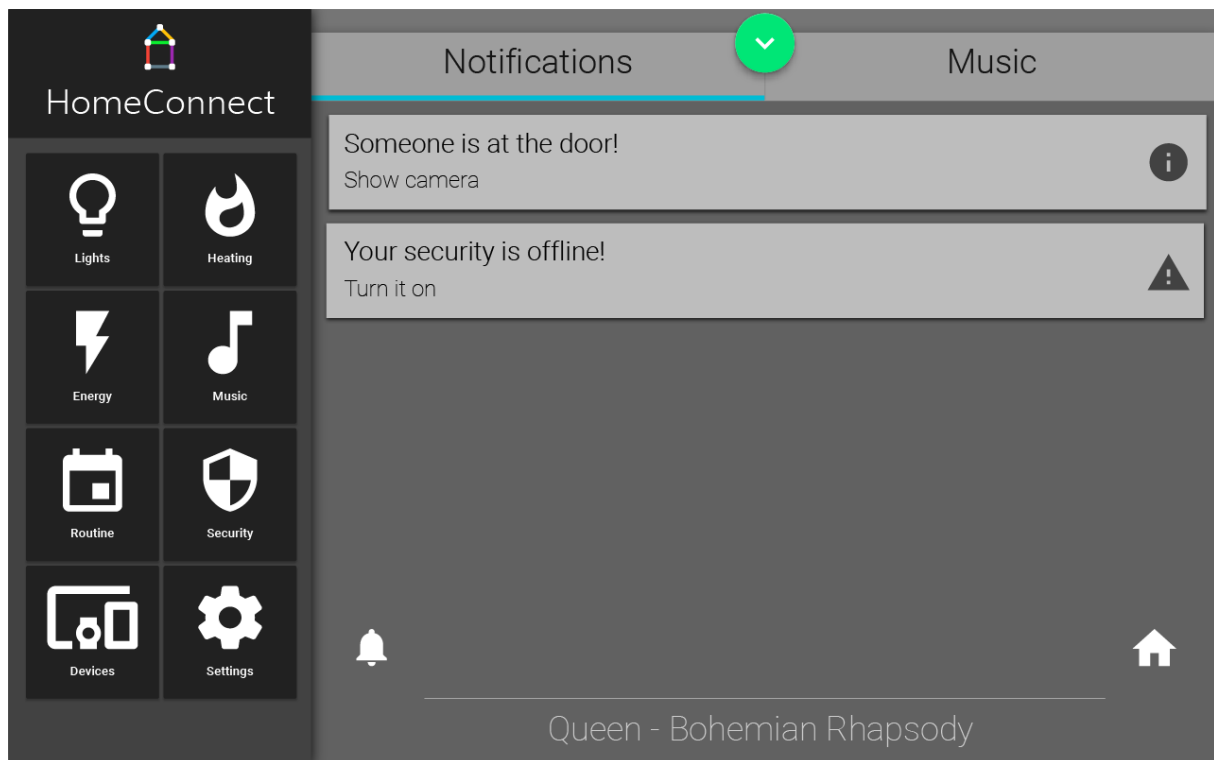 HomeConnect
Lights
Heating
Energy
Music
Routine
Security
Devices
Settings
Notifications
Music
Someone is at the door!
Show camera
Your security is offline!
Turn it on
Queen - Bohemian Rhapsody